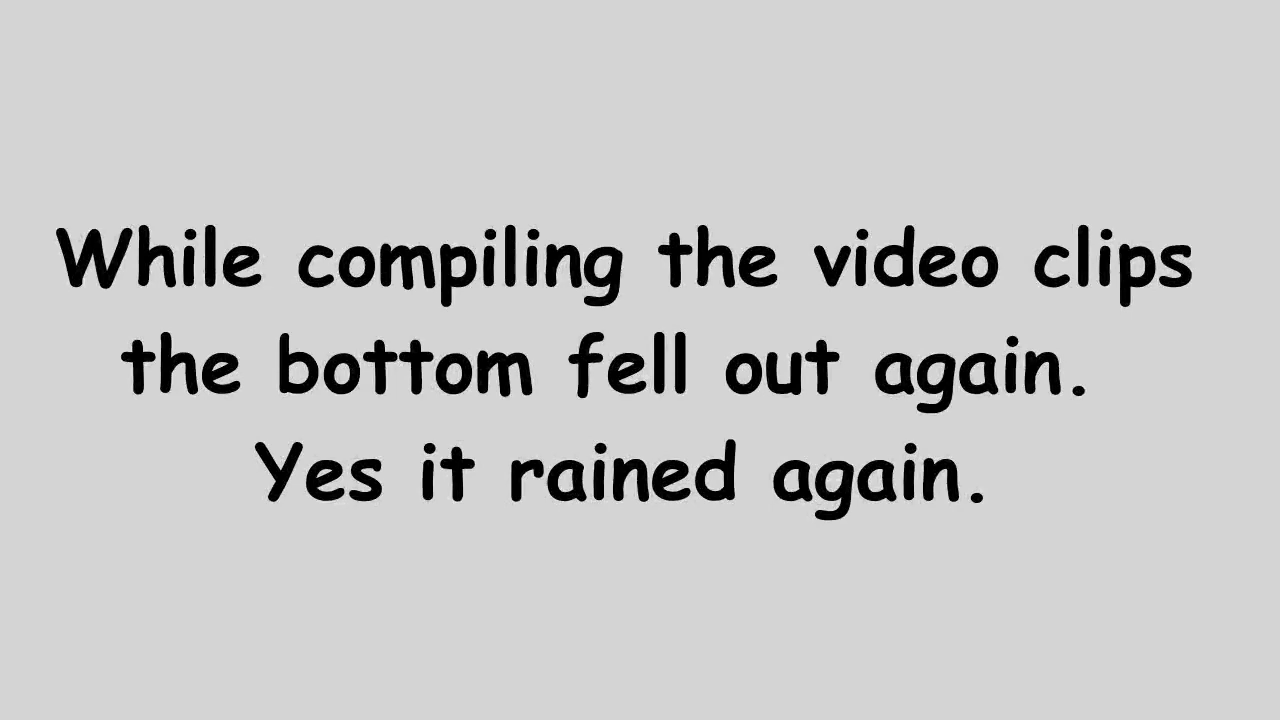 While compiling the video clips
the bottom fell out again.
Yes it rained again.